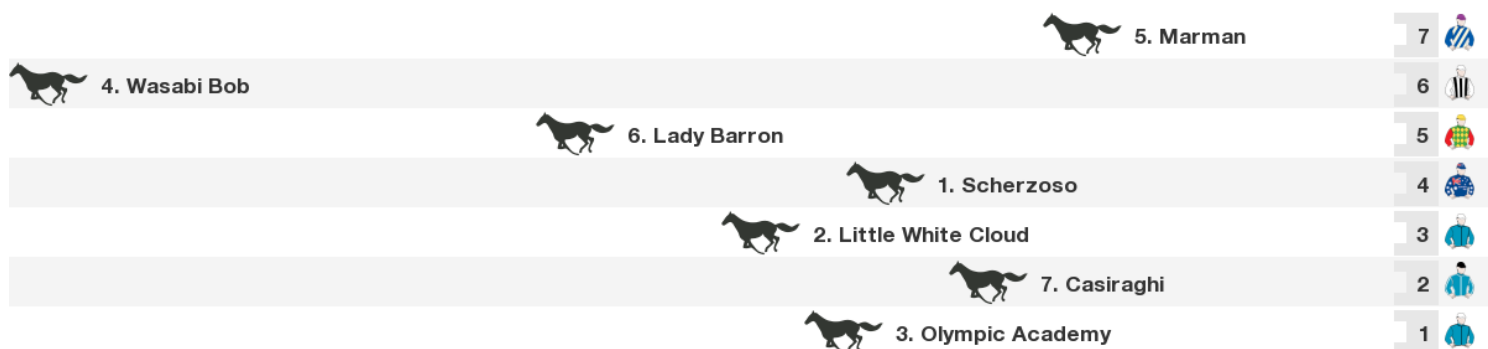 5. Marman 7
4. Wasabi Bob 6
6. Lady Barron 5
1. Scherzoso 4
2. Little White Cloud 3
7. Casiraghi 2
3. Olympic Academy 1